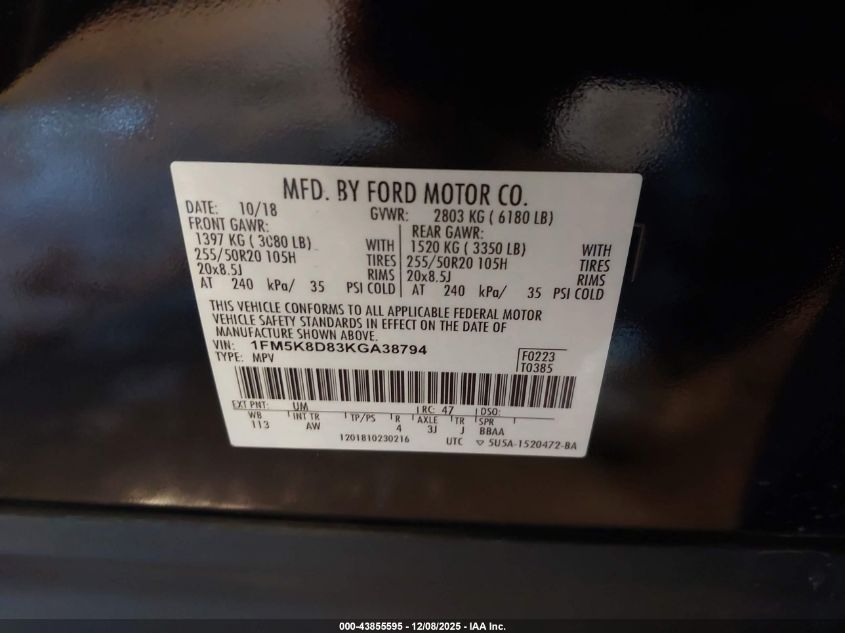 MFD. BY FORD MOTOR CO.
DATE: 10/18 GVWR: 2803 KG ( 6180 LB)
FRONT GAWR: REAR GAWR:
1397 KG ( 3080 LB) WITH 1520 KG ( 3350 LB) WITH
255/50R20 105H TIRES 255/50R20 105H TIRES
20x8.5J RIMS 20x8.5J RIMS
AT 240 kPa/ 35 PSI COLD AT 240 kPa/ 35 PSI COLD
THIS VEHICLE CONFORMS TO ALL APPLICABLE FEDERAL MOTOR
VEHICLE SAFETY STANDARDS IN EFFECT ON THE DATE OF
MANUFACTURE SHOWN ABOVE.
VIN: 1FM5K8D83KGA38794
TYPE: MPV
F0223
T0385
EXT PNT: UM RC: 47 DSO:
WB INT TR TP/PS R AXLE TR SPR
113 AW 4 3J J BBAA
1201810230216 UTC ▽ 5U5A-1520472-BA
000-43855595 - 12/08/2025 - IAA Inc.